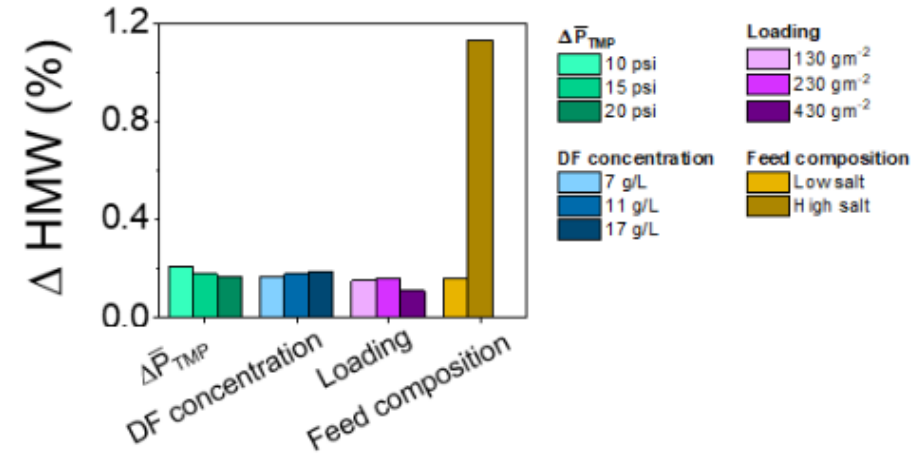 Δ HMW (%)
1.2
0.8
0.4
0.0
ΔP̅TMP
DF concentration
Loading
Feed composition
ΔP̅TMP
10 psi
15 psi
20 psi
DF concentration
7 g/L
11 g/L
17 g/L
Loading
130 gm⁻²
230 gm⁻²
430 gm⁻²
Feed composition
Low salt
High salt